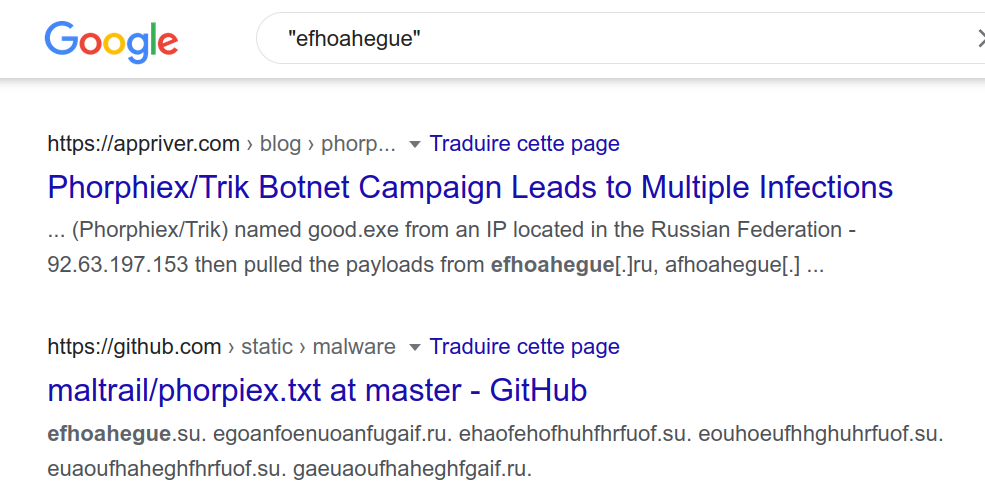 Google "efhoahegue"
https://appriver.com › blog › phorp... Traduire cette page
Phorphiex/Trik Botnet Campaign Leads to Multiple Infections
... (Phorphiex/Trik) named good.exe from an IP located in the Russian Federation -
92.63.197.153 then pulled the payloads from efhoahegue[.]ru, afhoahegue[.] ...
https://github.com › static › malware Traduire cette page
maltrail/phorpiex.txt at master - GitHub
efhoahegue.su. egoanfoenuoanfugaif.ru. ehaofehofhuhfhrfuof.su. eouhoeufhhghuhrfuof.su.
euaoufhaheghfhrfuof.su. gaeuaoufhaheghfgaif.ru.